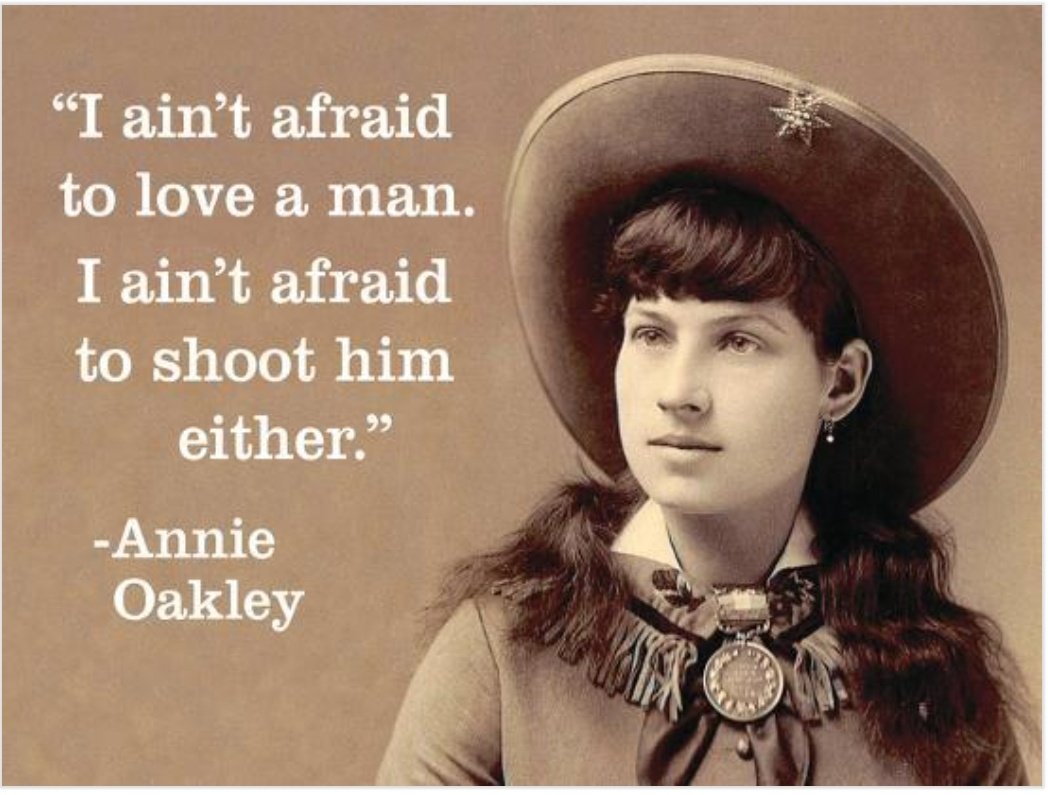 “I ain’t afraid
to love a man.
I ain’t afraid
to shoot him
either.”
-Annie
Oakley